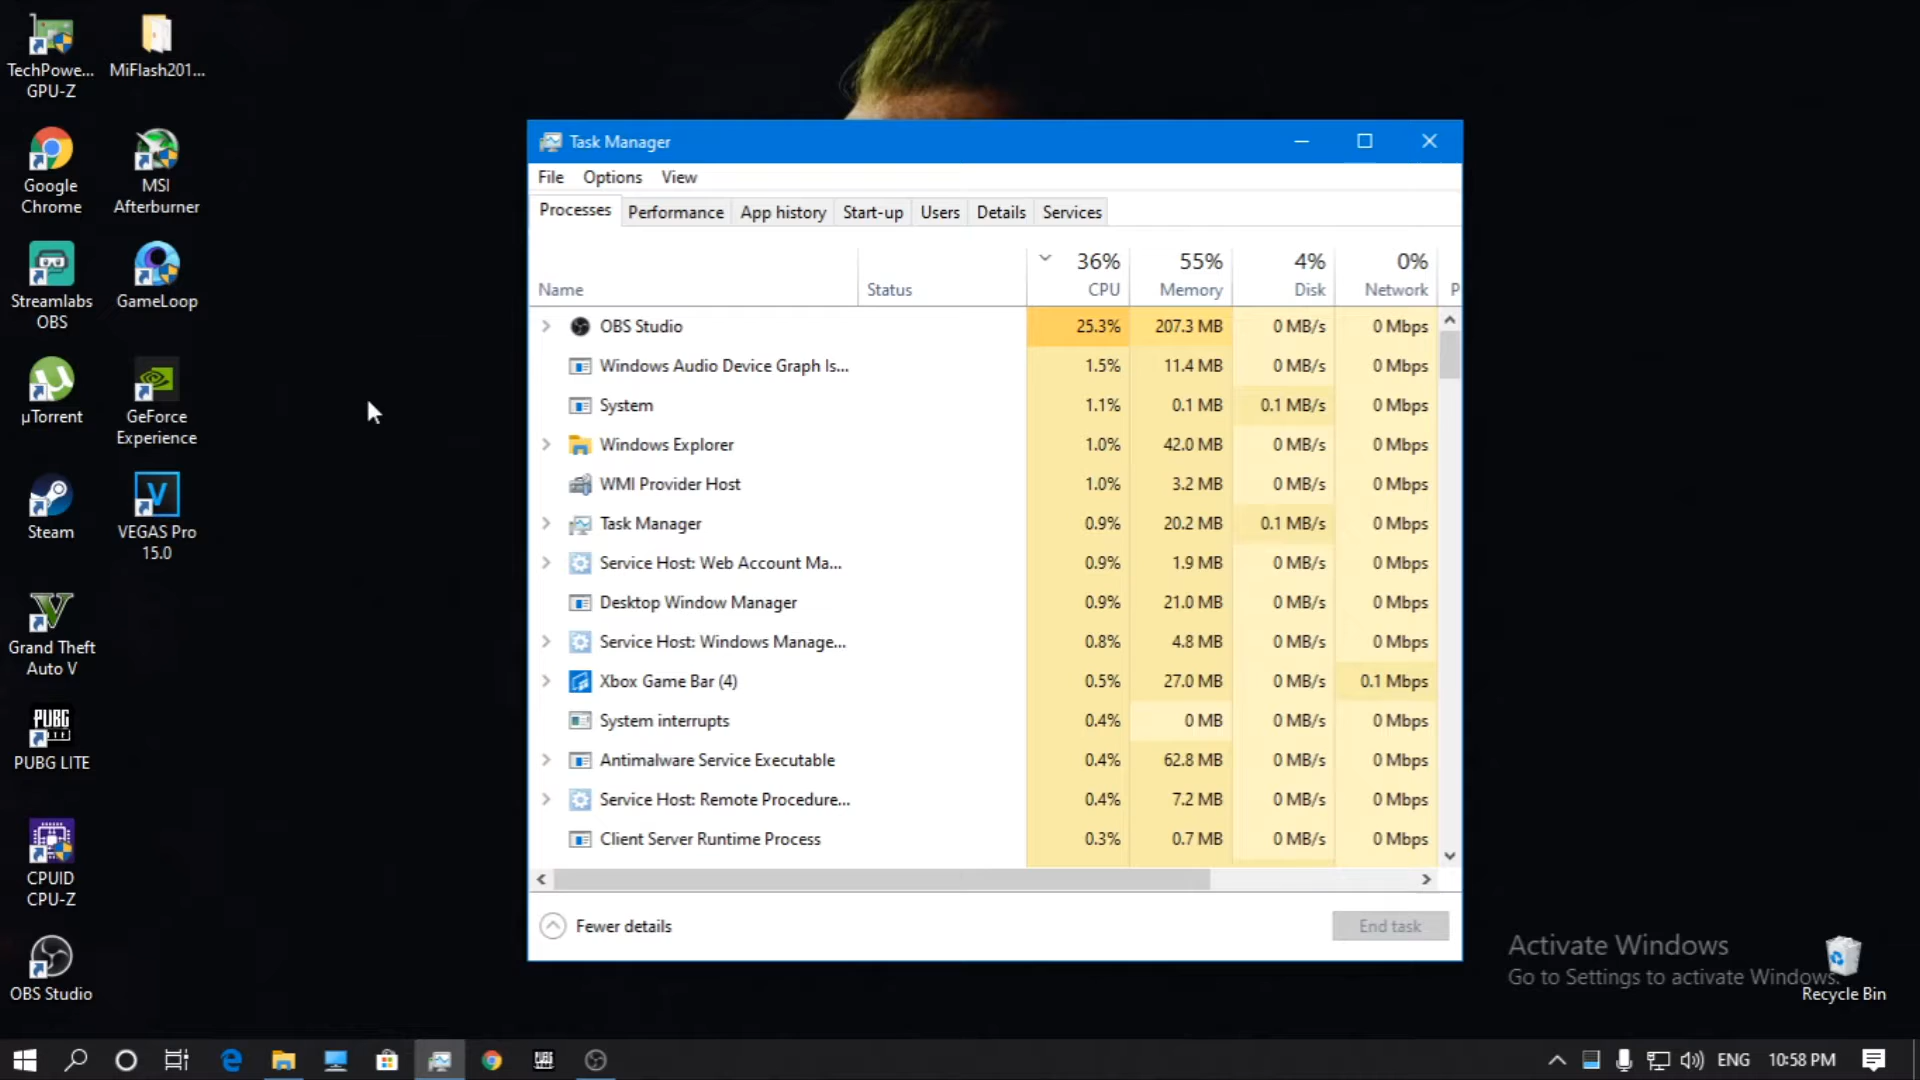 TechPowe...
GPU-Z
MiFlash201...
Google
Chrome
MSI
Afterburner
Streamlabs
OBS
GameLoop
µTorrent
GeForce
Experience
Steam
VEGAS Pro
15.0
Grand Theft
Auto V
PUBG
LITE
PUBG LITE
CPUID
CPU-Z
OBS Studio
Task Manager
File Options View
Processes Performance App history Start-up Users Details Services
36% 55% 4% 0%
Name Status CPU Memory Disk Network P
OBS Studio 25.3% 207.3 MB 0 MB/s 0 Mbps
Windows Audio Device Graph Is... 1.5% 11.4 MB 0 MB/s 0 Mbps
System 1.1% 0.1 MB 0.1 MB/s 0 Mbps
Windows Explorer 1.0% 42.0 MB 0 MB/s 0 Mbps
WMI Provider Host 1.0% 3.2 MB 0 MB/s 0 Mbps
Task Manager 0.9% 20.2 MB 0.1 MB/s 0 Mbps
Service Host: Web Account Ma... 0.9% 1.9 MB 0 MB/s 0 Mbps
Desktop Window Manager 0.9% 21.0 MB 0 MB/s 0 Mbps
Service Host: Windows Manage... 0.8% 4.8 MB 0 MB/s 0 Mbps
Xbox Game Bar (4) 0.5% 27.0 MB 0 MB/s 0.1 Mbps
System interrupts 0.4% 0 MB 0 MB/s 0 Mbps
Antimalware Service Executable 0.4% 62.8 MB 0 MB/s 0 Mbps
Service Host: Remote Procedure... 0.4% 7.2 MB 0 MB/s 0 Mbps
Client Server Runtime Process 0.3% 0.7 MB 0 MB/s 0 Mbps
Fewer details
End task
Activate Windows
Go to Settings to activate Windows.
Recycle Bin
ENG 10:58 PM